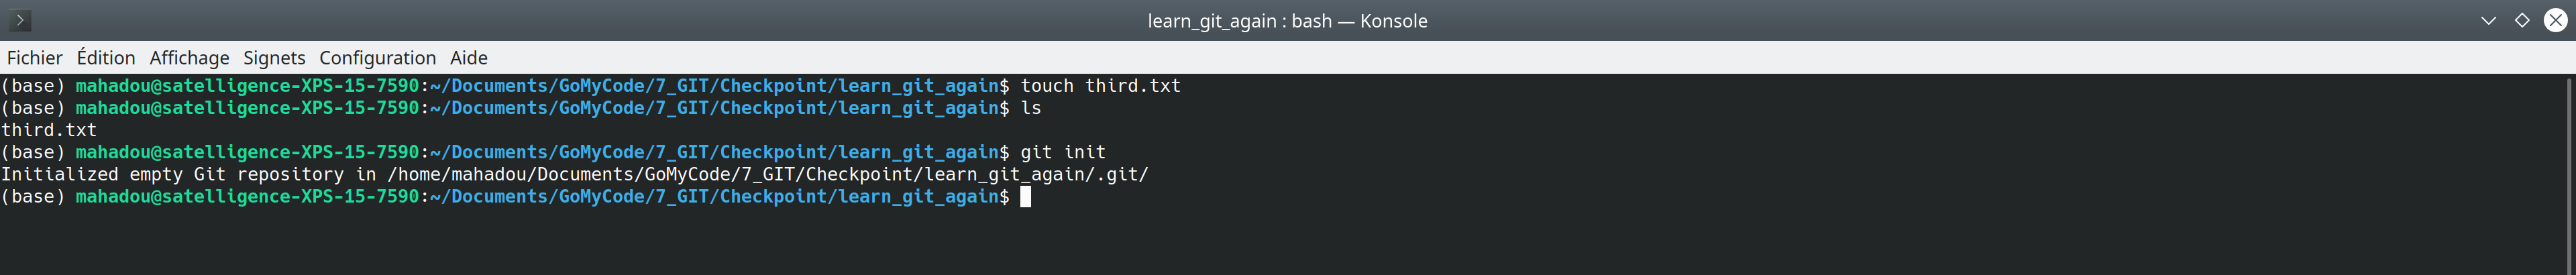 learn_git_again : bash — Konsole
Fichier Édition Affichage Signets Configuration Aide
(base) mahadou@satelligence-XPS-15-7590:~/Documents/GoMyCode/7_GIT/Checkpoint/learn_git_again$ touch third.txt
(base) mahadou@satelligence-XPS-15-7590:~/Documents/GoMyCode/7_GIT/Checkpoint/learn_git_again$ ls
third.txt
(base) mahadou@satelligence-XPS-15-7590:~/Documents/GoMyCode/7_GIT/Checkpoint/learn_git_again$ git init
Initialized empty Git repository in /home/mahadou/Documents/GoMyCode/7_GIT/Checkpoint/learn_git_again/.git/
(base) mahadou@satelligence-XPS-15-7590:~/Documents/GoMyCode/7_GIT/Checkpoint/learn_git_again$